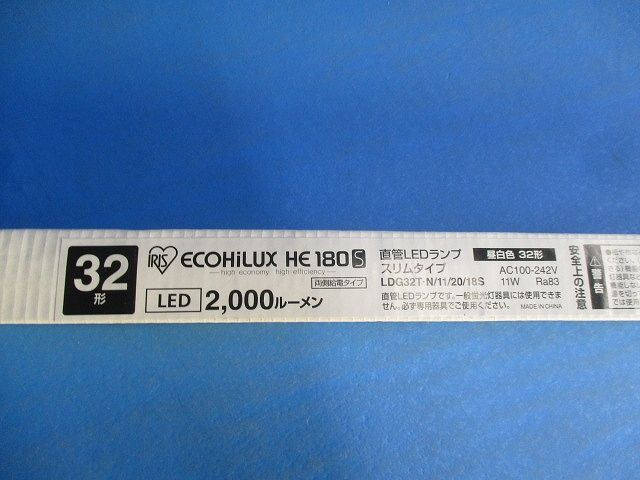 32
形
IRIS ECOHiLUX HE 180 S
high economy high efficiency
両側給電タイプ
LED 2,000ルーメン
直管LEDランプ 昼白色 32形
スリムタイプ AC100-242V
LDG32T·N/11/20/18S 11W Ra83
直管LEDランプです。一般蛍光灯器具には使用できま
せん。必ず専用器具でご使用ください。 MADE IN CHINA
安全上の注意
警告